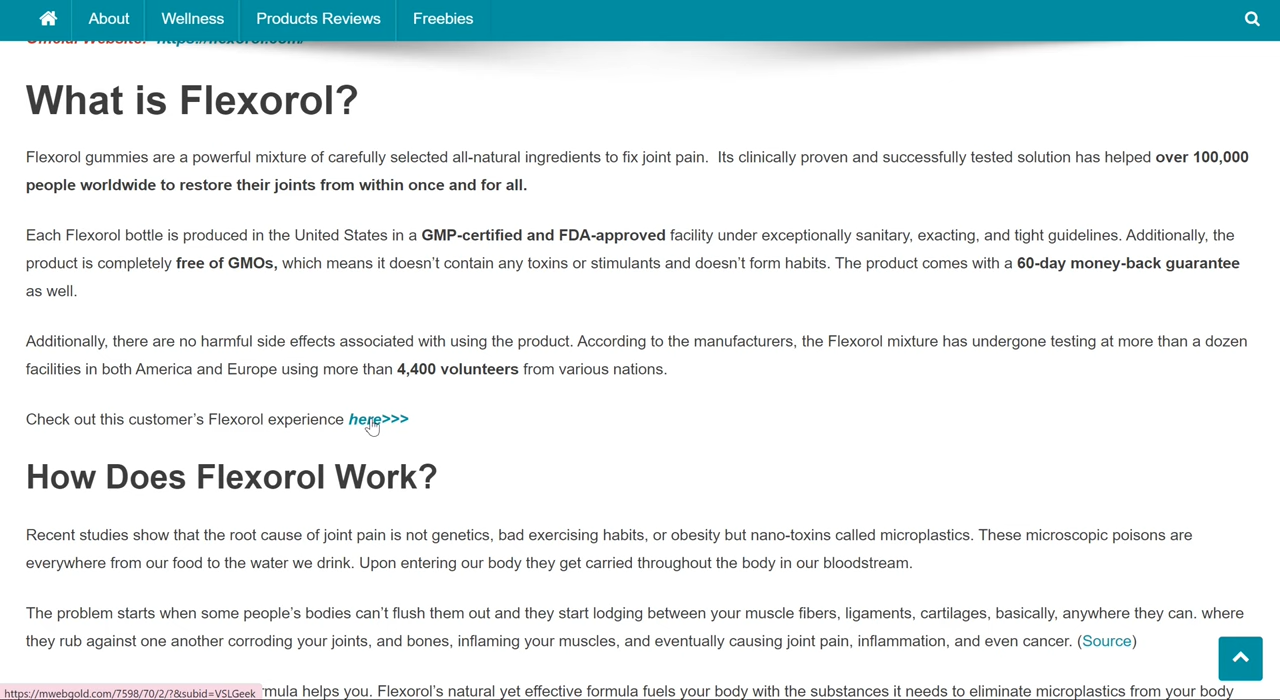 About Wellness Products Reviews Freebies
Official Website: https://flexorol.com/
What is Flexorol?
Flexorol gummies are a powerful mixture of carefully selected all-natural ingredients to fix joint pain.  Its clinically proven and successfully tested solution has helped over 100,000
people worldwide to restore their joints from within once and for all.
Each Flexorol bottle is produced in the United States in a GMP-certified and FDA-approved facility under exceptionally sanitary, exacting, and tight guidelines. Additionally, the
product is completely free of GMOs, which means it doesn’t contain any toxins or stimulants and doesn’t form habits. The product comes with a 60-day money-back guarantee
as well.
Additionally, there are no harmful side effects associated with using the product. According to the manufacturers, the Flexorol mixture has undergone testing at more than a dozen
facilities in both America and Europe using more than 4,400 volunteers from various nations.
Check out this customer’s Flexorol experience here>>>
How Does Flexorol Work?
Recent studies show that the root cause of joint pain is not genetics, bad exercising habits, or obesity but nano-toxins called microplastics. These microscopic poisons are
everywhere from our food to the water we drink. Upon entering our body they get carried throughout the body in our bloodstream.
The problem starts when some people’s bodies can’t flush them out and they start lodging between your muscle fibers, ligaments, cartilages, basically, anywhere they can. where
they rub against one another corroding your joints, and bones, inflaming your muscles, and eventually causing joint pain, inflammation, and even cancer. (Source)
https://mwebgold.com/7598/70/2/?&subid=VSLGeek
rmula helps you. Flexorol’s natural yet effective formula fuels your body with the substances it needs to eliminate microplastics from your body